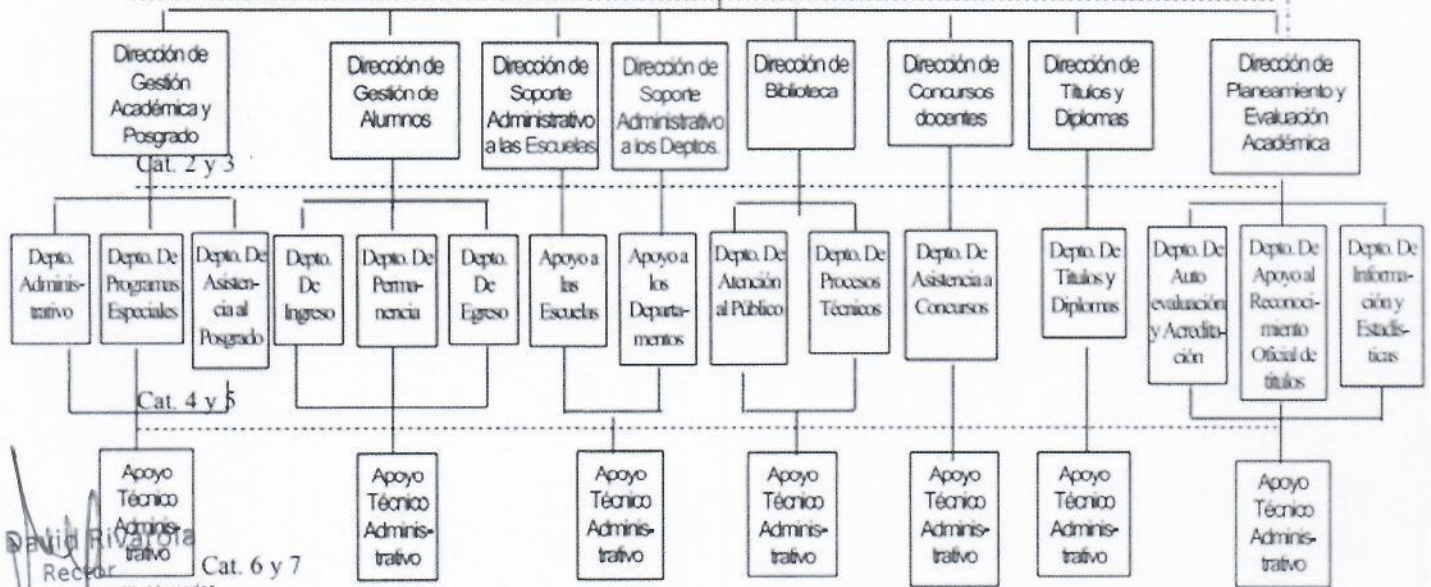 Dirección de
Gestión
Académica y
Posgrado
Dirección de
Gestión de
Alumnos
Dirección de
Soporte
Administrativo
a las Escuelas
Dirección de
Soporte
Administrativo
a los Deptos.
Dirección de
Biblioteca
Dirección de
Concursos
docentes
Dirección de
Títulos y
Diplomas
Dirección de
Planeamiento y
Evaluación
Académica
Cat. 2 y 3
Depto.
Adminis-
trativo
Depto. De
Programas
Especiales
Depto. De
Asisten-
cia al
Posgrado
Depto.
De
Ingreso
Depto. De
Perma-
nencia
Depto.
De
Egreso
Apoyo a
las
Escuelas
Apoyo a
los
Departa-
mentos
Depto. De
Atención
al Público
Depto. De
Procesos
Técnicos
Depto. De
Asistencia a
Concursos
Depto. De
Títulos y
Diplomas
Depto. De
Auto
evaluación
y Acredita-
ción
Depto. De
Apoyo al
Reconoci-
miento
Oficial de
títulos
Depto. De
Informa-
ción y
Estadís-
ticas
Cat. 4 y 5
Apoyo
Técnico
Adminis-
trativo
Apoyo
Técnico
Adminis-
trativo
Apoyo
Técnico
Adminis-
trativo
Apoyo
Técnico
Adminis-
trativo
Apoyo
Técnico
Adminis-
trativo
Apoyo
Técnico
Adminis-
trativo
Apoyo
Técnico
Adminis-
trativo
David Rivarola
Rector
Cat. 6 y 7